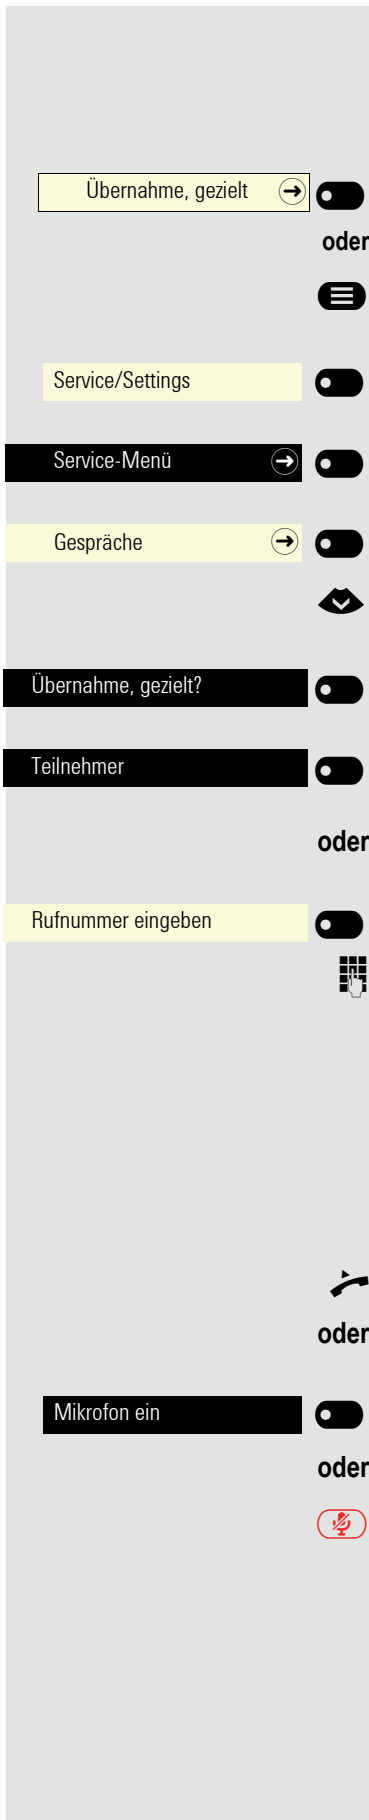 Übernahme, gezielt
oder
Service/Settings
Service-Menü
Gespräche
Übernahme, gezielt?
Teilnehmer
oder
Rufnummer eingeben
oder
Mikrofon ein
oder